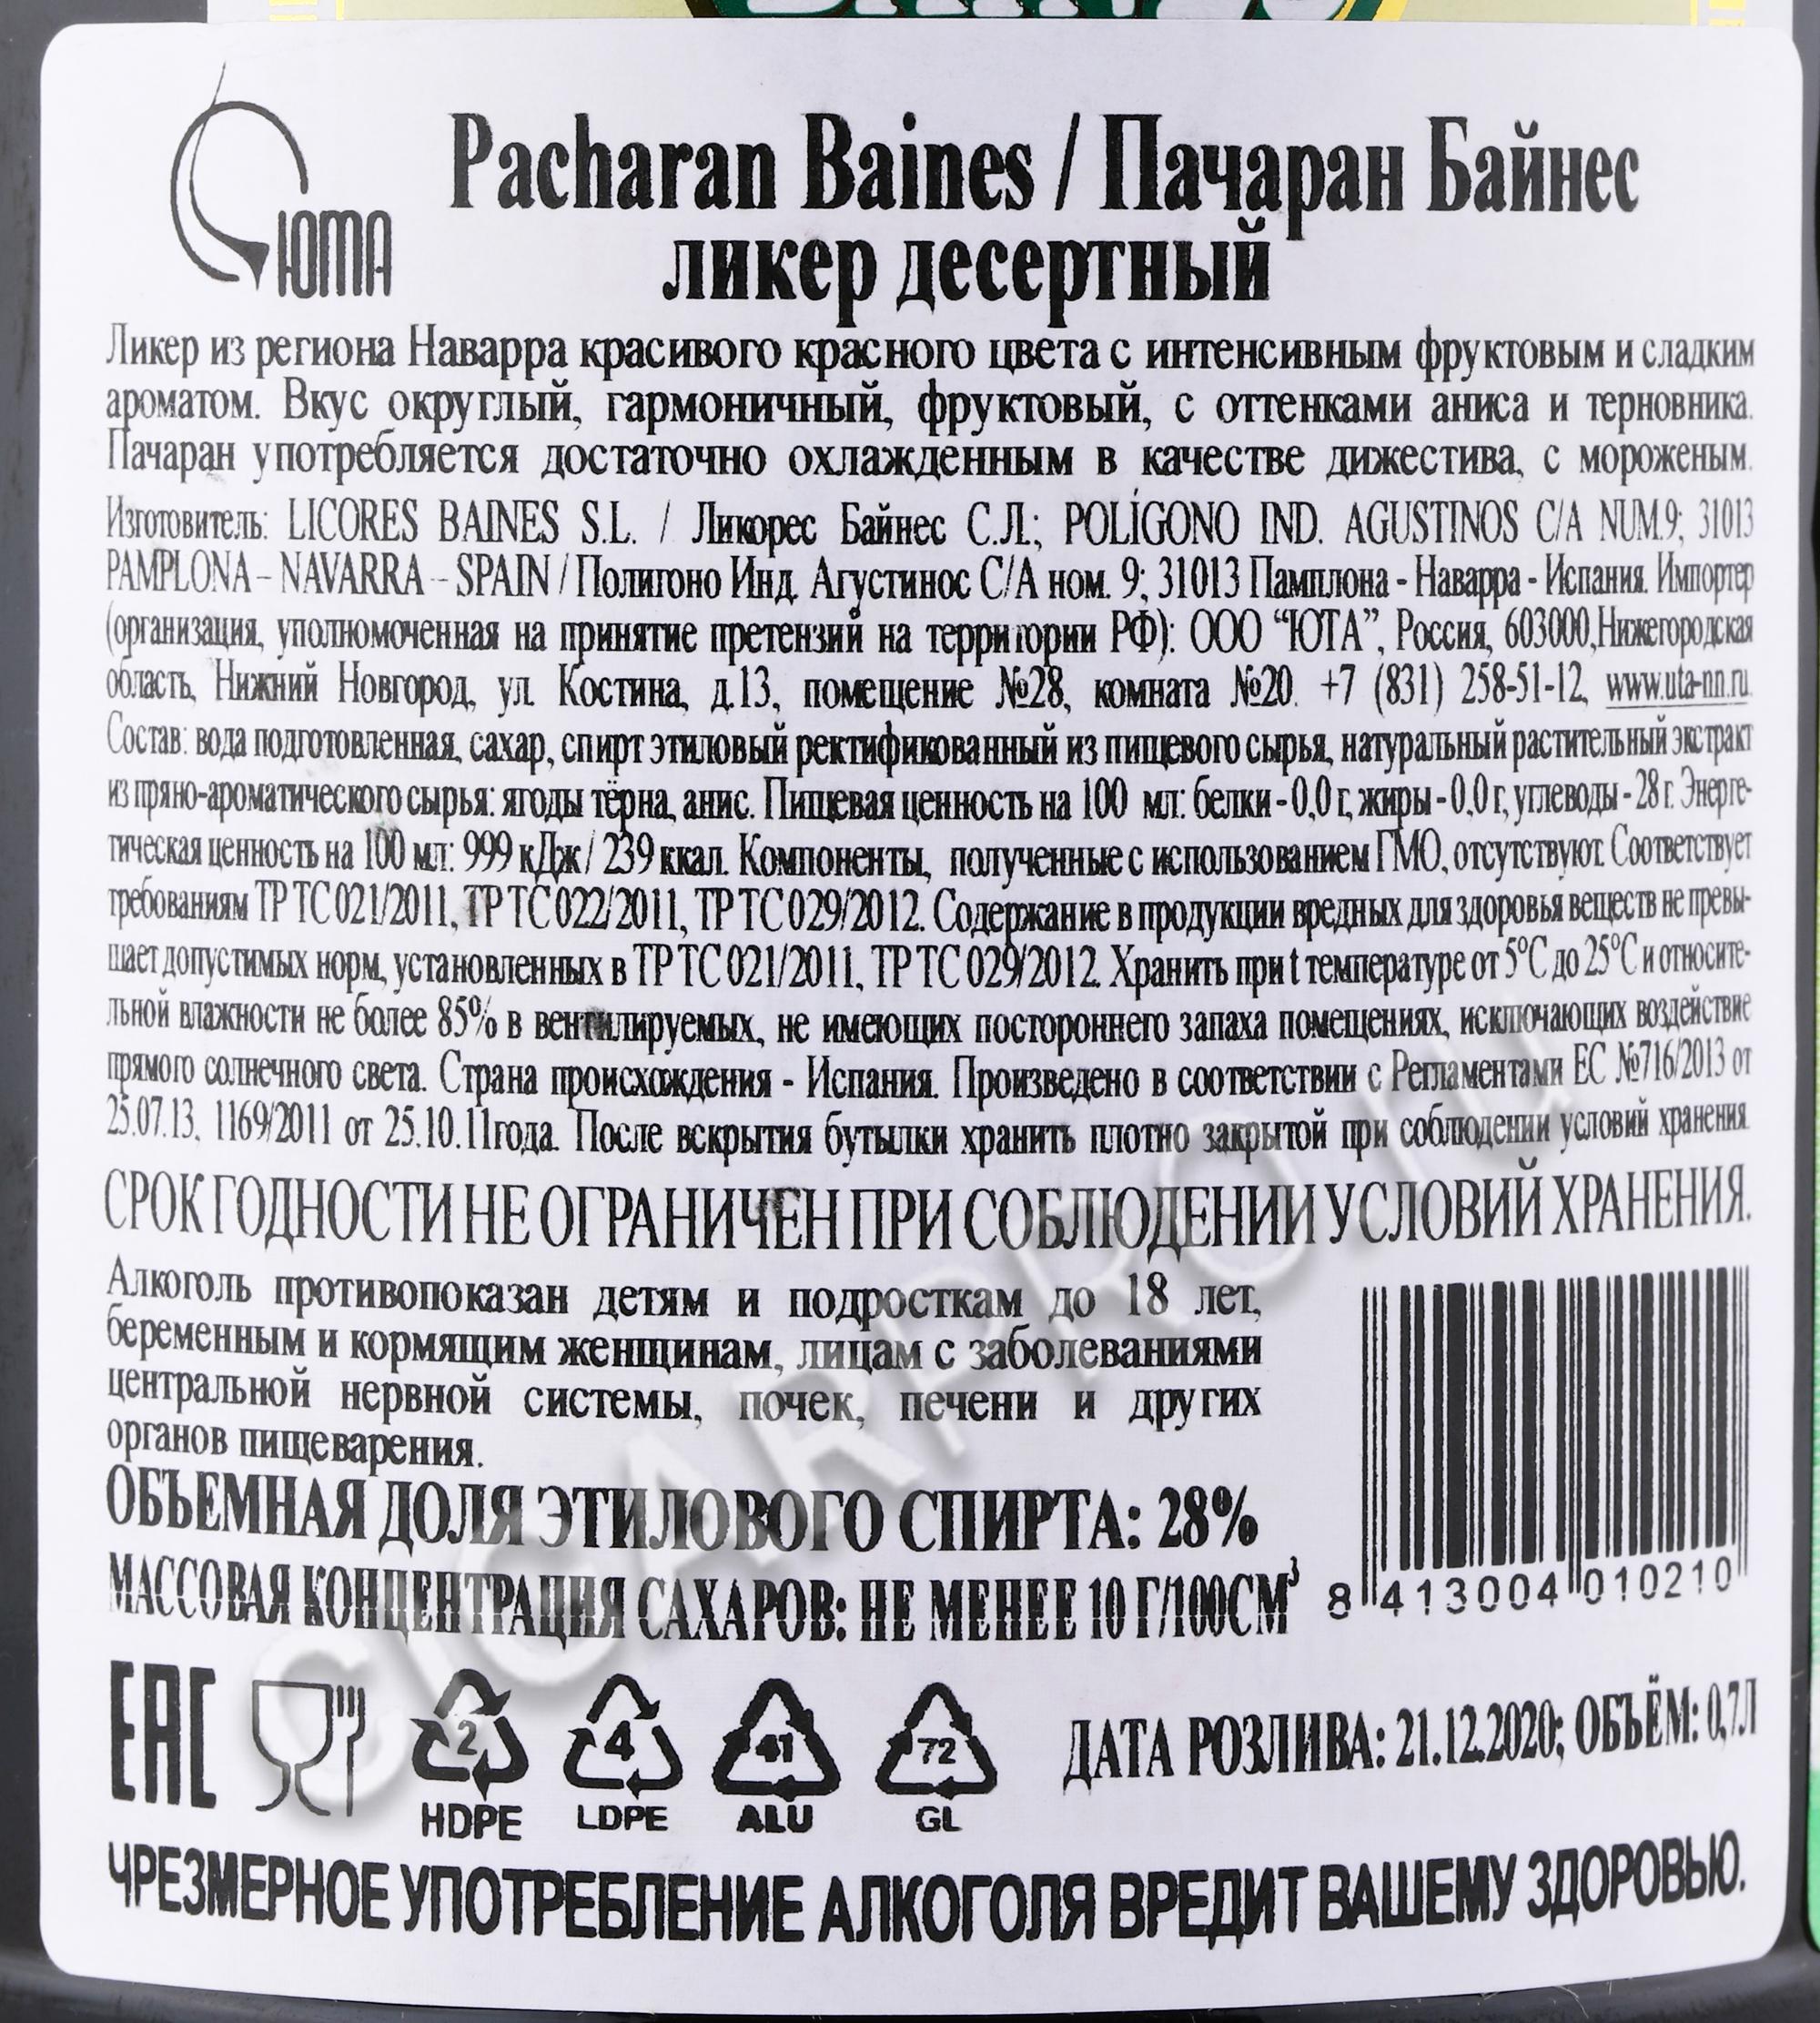 ЮТА
Pacharan Baines / Пачаран Байнес
ликер десертный
Ликер из региона Наварра красивого красного цвета с интенсивным фруктовым и сладким
ароматом. Вкус округлый, гармоничный, фруктовый, с оттенками аниса и терновника.
Пачаран употребляется достаточно охлажденным в качестве дижестива, с мороженым.
Изготовитель: LICORES BAINES S.L. / Ликорес Байнес С.Л.; POLÍGONO IND. AGUSTINOS C/A NUM.9; 31013
PAMPLONA – NAVARRA – SPAIN / Полигоно Инд. Агустинос С/А ном. 9; 31013 Памплона - Наварра - Испания. Импортер
(организация, уполномоченная на принятие претензий на территории РФ): ООО “ЮТА”, Россия, 603000,Нижегородская
область, Нижний Новгород, ул. Костина, д.13, помещение №28, комната №20. +7 (831) 258-51-12, www.uta-nn.ru.
Состав: вода подготовленная, сахар, спирт этиловый ректификованный из пищевого сырья, натуральный растительный экстракт
из пряно-ароматического сырья: ягоды тёрна, анис. Пищевая ценность на 100 мл: белки - 0,0 г, жиры - 0,0 г, углеводы - 28 г. Энерге-
тическая ценность на 100 мл: 999 кДж/ 239 ккал. Компоненты, полученные с использованием ГМО, отсутствуют. Соответствует
требованиям ТР ТС 021/2011, ТР ТС 022/2011, ТР ТС 029/2012. Содержание в продукции вредных для здоровья веществ не превы-
шает допустимых норм, установленных в ТР ТС 021/2011, ТР ТС 029/2012. Хранить при t температуре от 5°С до 25°С и относите-
льной влажности не более 85% в вентилируемых, не имеющих постороннего запаха помещениях, исключающих воздействие
прямого солнечного света. Страна происхождения - Испания. Произведено в соответствии с Регламентами ЕС №716/2013 от
25.07.13, 1169/2011 от 25.10.11года. После вскрытия бутылки хранить плотно закрытой при соблюдении условий хранения.
СРОК ГОДНОСТИ НЕ ОГРАНИЧЕН ПРИ СОБЛЮДЕНИИ УСЛОВИЙ ХРАНЕНИЯ.
Алкоголь противопоказан детям и подросткам до 18 лет,
беременным и кормящим женщинам, лицам с заболеваниями
центральной нервной системы, почек, печени и других
органов пищеварения.
ОБЪЕМНАЯ ДОЛЯ ЭТИЛОВОГО СПИРТА: 28%
МАССОВАЯ КОНЦЕНТРАЦИЯ САХАРОВ: НЕ МЕНЕЕ 10 Г/100СМ³
8 413004 010210
ЕАС
2 4 41 72
HDPE LDPE ALU GL
ДАТА РОЗЛИВА: 21.12.2020; ОБЪЁМ: 0,7Л
ЧРЕЗМЕРНОЕ УПОТРЕБЛЕНИЕ АЛКОГОЛЯ ВРЕДИТ ВАШЕМУ ЗДОРОВЬЮ.
CIGARPRO.ru